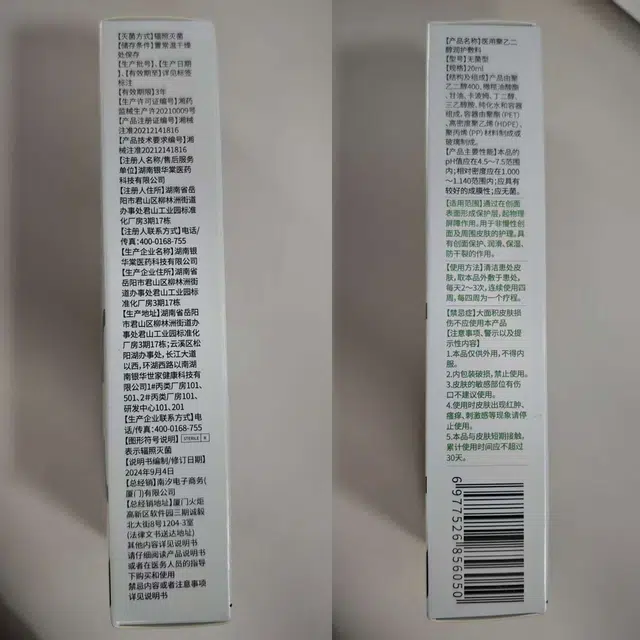 【灭菌方式】辐照灭菌
【储存条件】置常温干燥
处保存
【生产批号】、【生产日期
】、【有效期至】详见标签
标注
【有效期限】3年
【生产许可证编号】湘药
监械生产许20210009号
【产品注册证编号】湘械
注准20212141816
【产品技术要求编号】湘
械注准20212141816
【注册人名称/售后服务
单位】湖南银华棠医药
科技有限公司
【注册人住所】湖南省岳
阳市君山区柳林洲街道
办事处君山工业园标准
化厂房3期17栋
【注册人联系方式】电话/
传真:400-0168-755
【生产企业名称】湖南银
华棠医药科技有限公司
【生产企业住所】湖南省
岳阳市君山区柳林洲街
道办事处君山工业园标
准化厂房3期17栋
【生产地址】湖南省岳阳
市君山区柳林洲街道办
事处君山工业园标准化
厂房3期17栋;云溪区松
阳湖办事处,长江大道
以西,环湖西路以南湖
南银华世家健康科技有
限公司1#丙类厂房101、
501、2#丙类厂房101、
研发中心101、201
【生产企业联系方式】电
话/传真:400-0168-755
【图形符号说明】STERILE R
表示辐照灭菌
【说明书编制/修订日期】
2024年9月4日
【总经销】南汐电子商务(
厦门)有限公司
【总经销地址】厦门火炬
高新区软件园三期诚毅
北大街8号1204-3室
(法律文书送达地址)
其他内容详见说明书
请仔细阅读产品说明书
或者在医务人员的指导
下购买和使用
禁忌内容或者注意事项
详见说明书
【产品名称】医用聚乙二
醇润护敷料
【型号】无菌型
【规格】20ml
【结构及组成】产品由聚
乙二醇400、橄榄油酸酯
、甘油、卡波姆、丁二醇、
三乙醇胺、纯化水和容器
组成,容器由聚酯(PET)
、高密度聚乙烯(HDPE)、
聚丙烯(PP)材料制成或
玻璃制成。
【产品主要性能】本品的
pH值应在4.5~7.5范围
内;相对密度应在1.000
~1.140范围内;应具有
较好的成膜性;应无菌。
【适用范围】通过在创面
表面形成保护层,起物理
屏障作用。用于非慢性创
面及周围皮肤的护理。具
有创面保护、润滑、保湿、
防干裂的作用。
【使用方法】清洁患处皮
肤,取本品外敷于患处,
每天2~3次,连续使用四
周,每四周为一个疗程。
【禁忌症】大面积皮肤损
伤不应使用本产品
【注意事项、警示以及提
示性内容】
1.本品仅供外用,不得内
服。
2.内包装破损,禁止使用。
3.皮肤的敏感部位有伤
口不建议使用。
4.使用时皮肤出现红肿、
瘙痒、刺激感等现象请停
止使用。
5.本品与皮肤短期接触,
累计使用时间应不超过
30天。
6977526856050